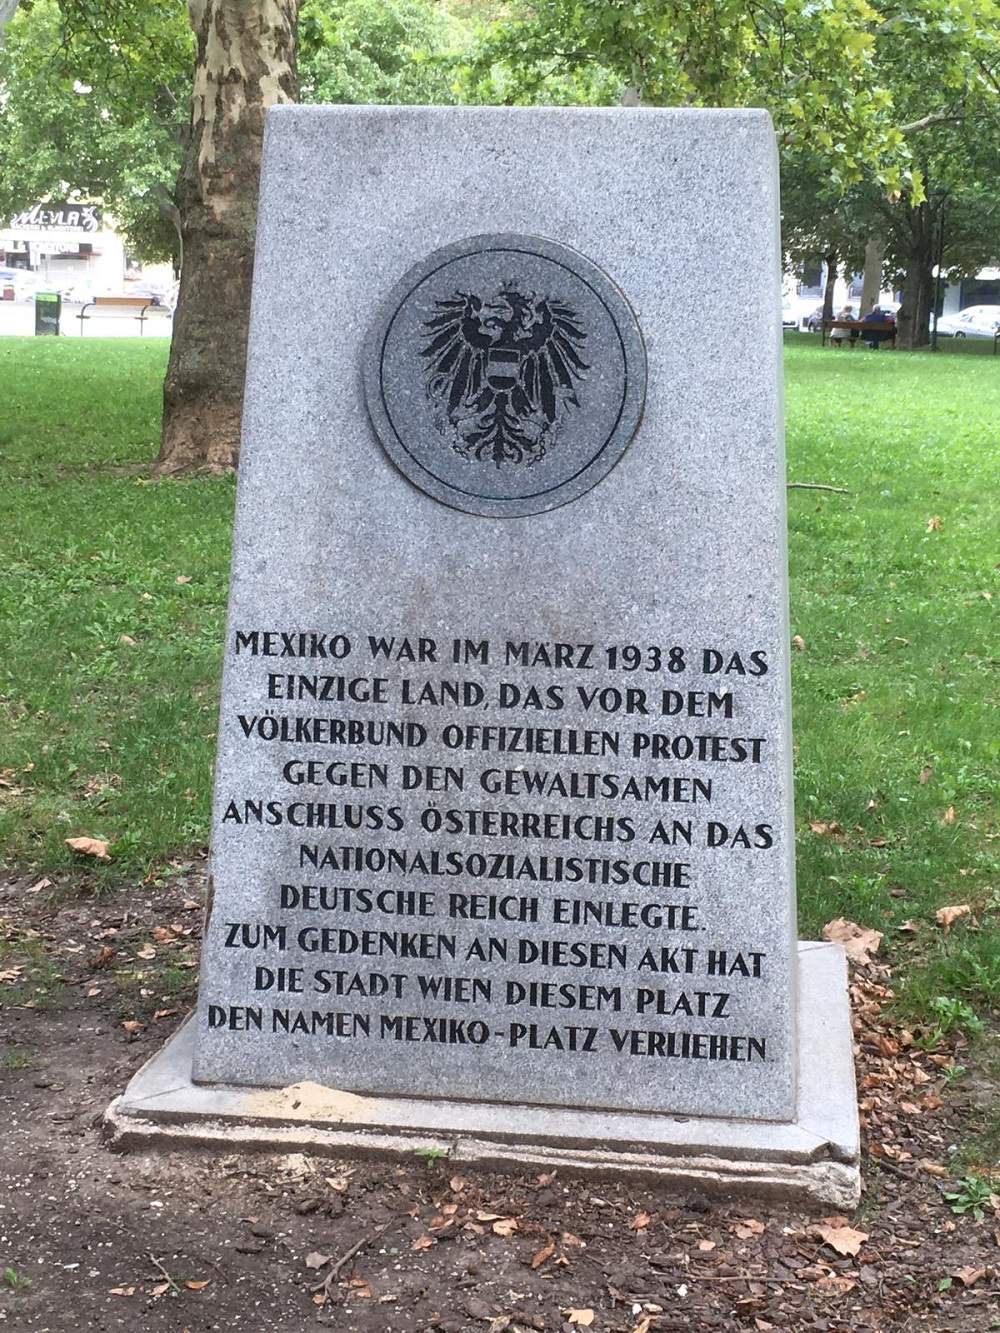 MEXIKO WAR IM MÄRZ 1938 DAS
EINZIGE LAND, DAS VOR DEM
VÖLKERBUND OFFIZIELLEN PROTEST
GEGEN DEN GEWALTSAMEN
ANSCHLUSS ÖSTERREICHS AN DAS
NATIONALSOZIALISTISCHE
DEUTSCHE REICH EINLEGTE.
ZUM GEDENKEN AN DIESEN AKT HAT
DIE STADT WIEN DIESEM PLATZ
DEN NAMEN MEXIKO-PLATZ VERLIEHEN